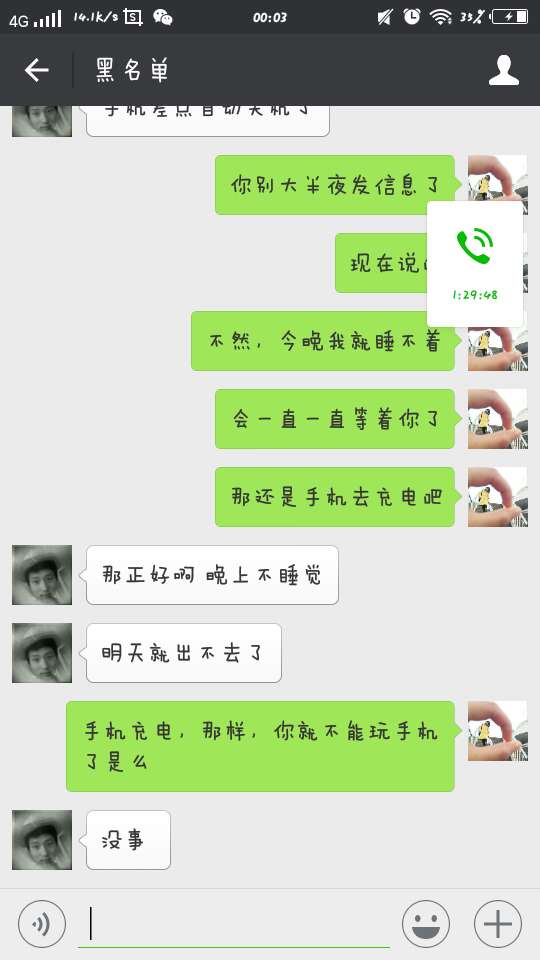 4G 14.1K/s 00:03 35%
黑名单
手机差点自动关机了
你别大半夜发信息了
现在说
1:29:48
不然，今晚我就睡不着
会一直一直等着你了
那还是手机去充电吧
那正好啊 晚上不睡觉
明天就出不去了
手机充电，那样，你就不能玩手机
了是么
没事